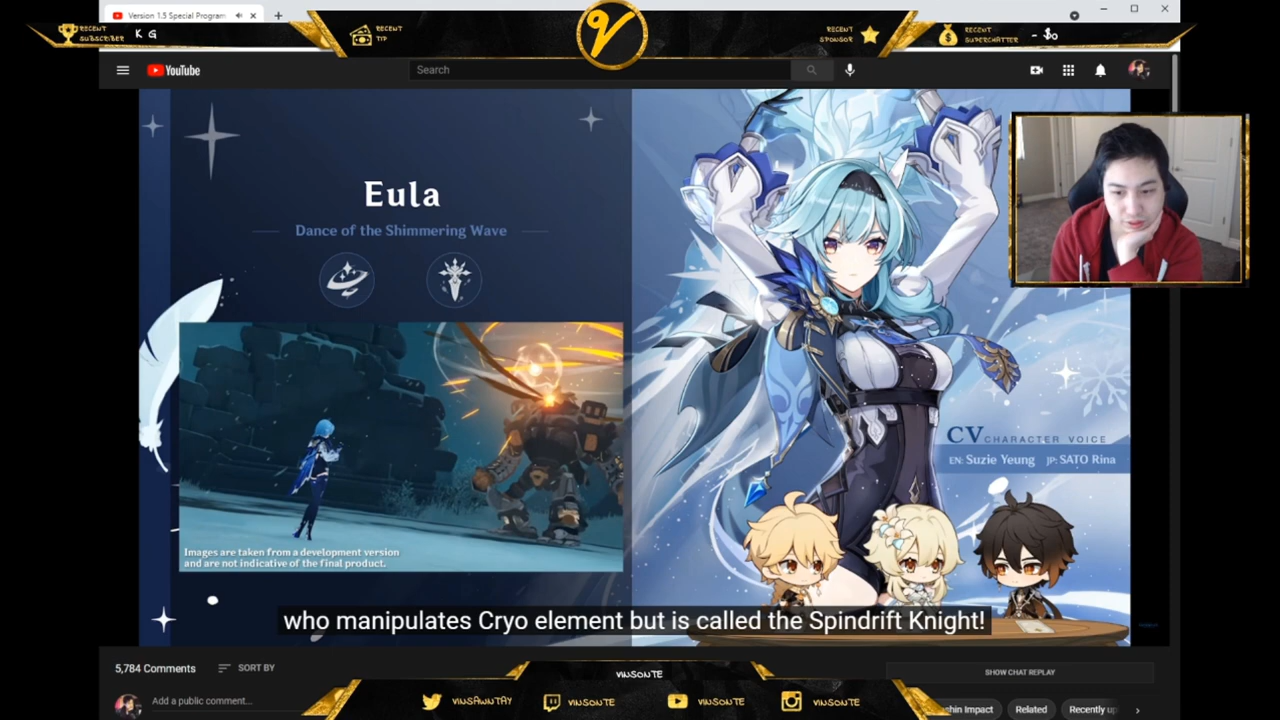 Version 1.5 Special Program
RECENT
SUBSCRIBER
K G
RECENT
TIP
RECENT
SPONSOR
RECENT
SUPERCHATTER
YouTube
Search
Eula
Dance of the Shimmering Wave
CV CHARACTER VOICE
EN: Suzie Yeung JP: SATO Rina
Images are taken from a development version
and are not indicative of the final product.
who manipulates Cryo element but is called the Spindrift Knight!
5,784 Comments SORT BY
VINSONTE
SHOW CHAT REPLAY
Add a public comment...
VINSAWNTAY VINSONTE VINSONTE VINSONTE
shin Impact Related Recently up